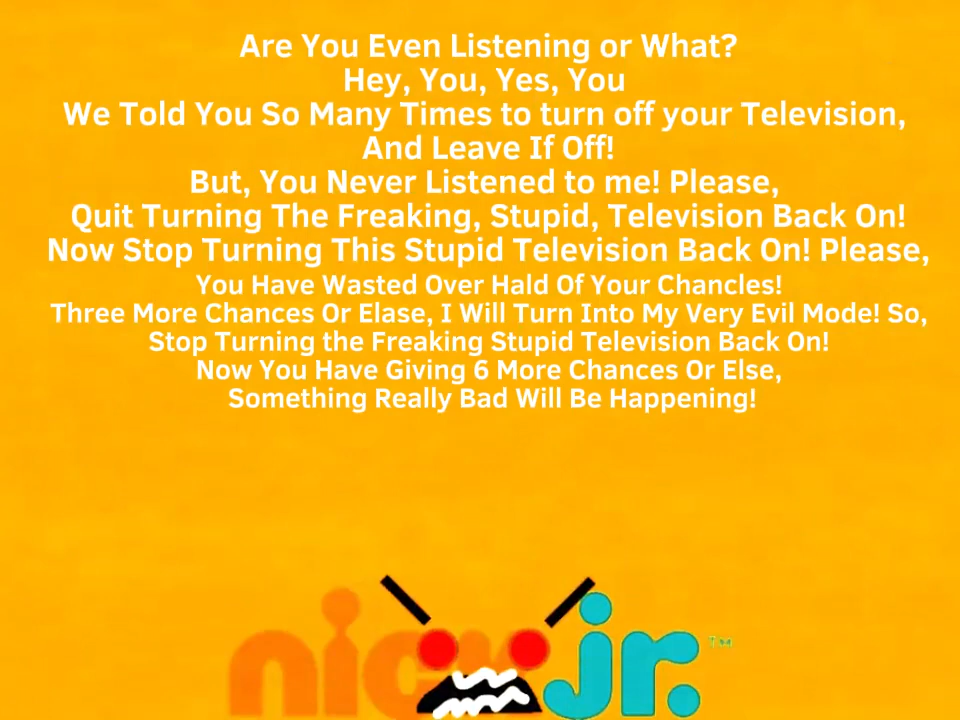 Are You Even Listening or What?
Hey, You, Yes, You
We Told You So Many Times to turn off your Television,
And Leave If Off!
But, You Never Listened to me! Please,
Quit Turning The Freaking, Stupid, Television Back On!
Now Stop Turning This Stupid Television Back On! Please,
You Have Wasted Over Hald Of Your Chancles!
Three More Chances Or Elase, I Will Turn Into My Very Evil Mode! So,
Stop Turning the Freaking Stupid Television Back On!
Now You Have Giving 6 More Chances Or Else,
Something Really Bad Will Be Happening!
nick jr.™